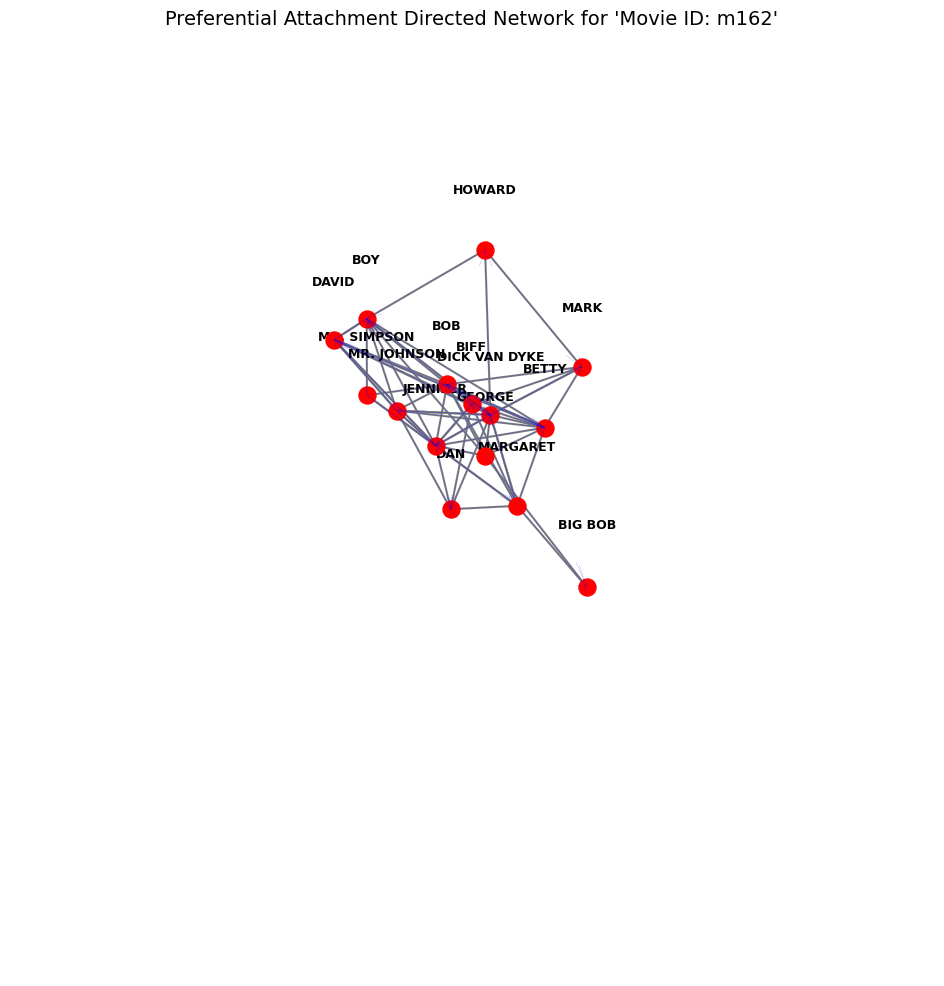 Preferential Attachment Directed Network for 'Movie ID: m162'
HOWARD
BOY
DAVID
MARK
BOB
SIMPSON
BIFF
MR. JOHNSON
DICK VAN DYKE
BETTY
JENNIFER
GEORGE
MARGARET
DAN
BIG BOB